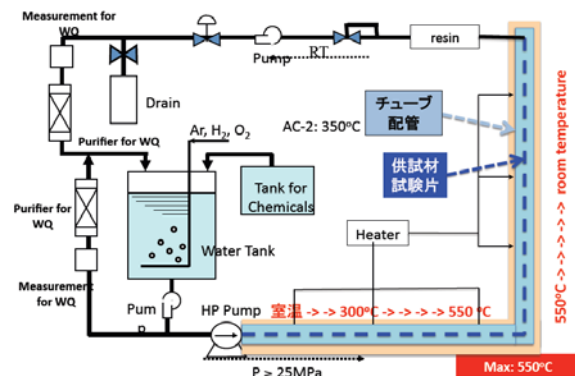 Measurement for
WQ
Pump
RT
resin
Drain
Purifier for WQ
Ar, H2, O2
AC-2: 350°C
チューブ
配管
供試材
試験片
Tank for
Chemicals
Purifier for
WQ
Water Tank
Heater
Measurement
for WQ
Pum
p
HP Pump
室温 -> -> 300°C -> -> -> -> 550 °C
550°C -> -> -> -> -> -> room temperature
P ≥ 25MPa
Max: 550°C